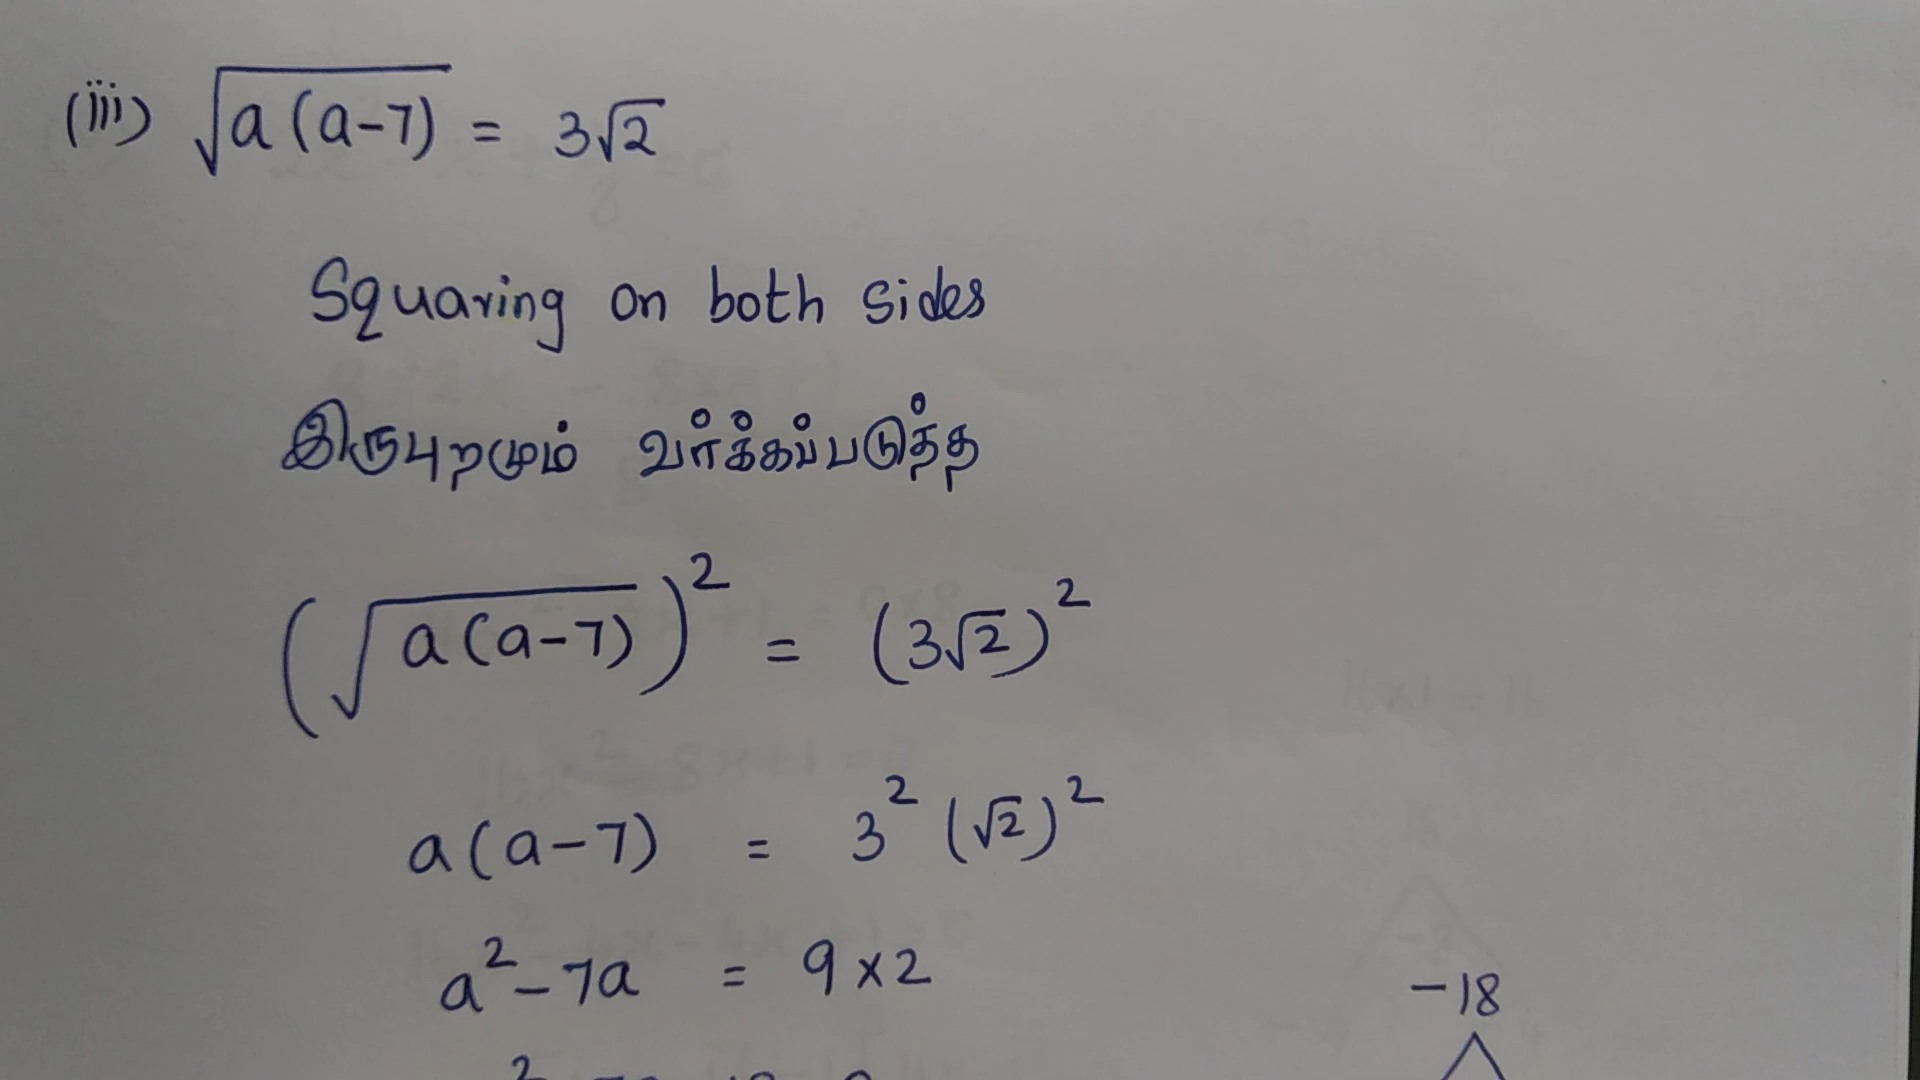 (iii) √a(a-7) = 3√2
Squaring on both sides
இருபுறமும் வர்க்கப்படுத்த
(√a(a-7))² = (3√2)²
a(a-7) = 3² (√2)²
a² - 7a = 9 x 2
-18